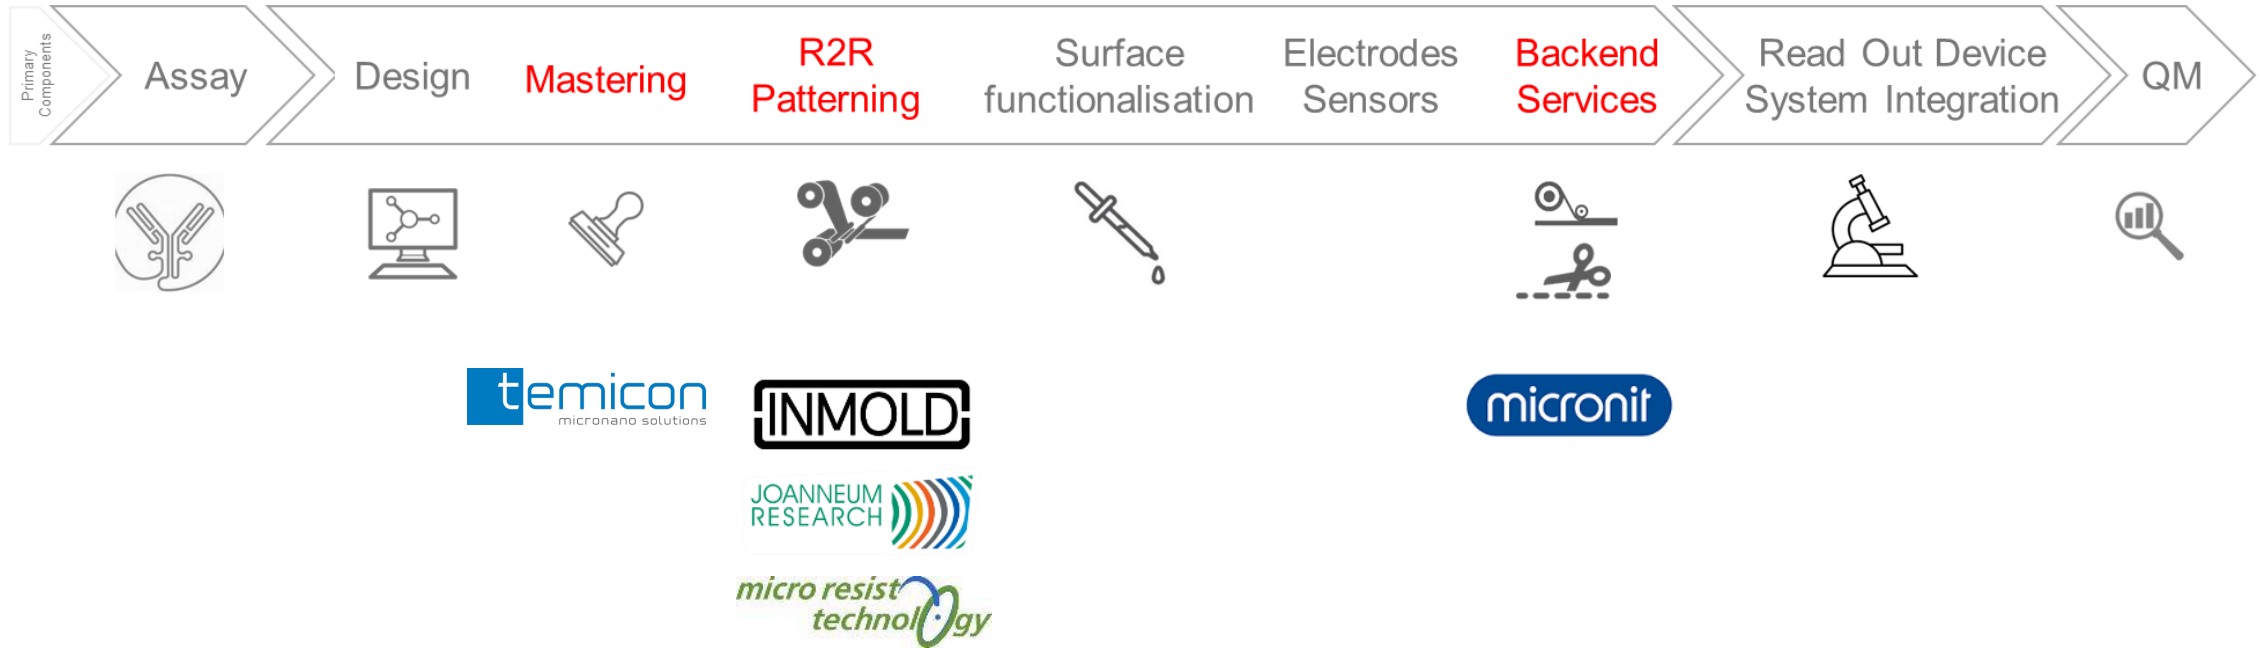 Primary
Components
Assay
Design
Mastering
R2R
Patterning
Surface
functionalisation
Electrodes
Sensors
Backend
Services
Read Out Device
System Integration
QM
temicon
micronano solutions
INMOLD
JOANNEUM
RESEARCH
micro resist
technology
micronit